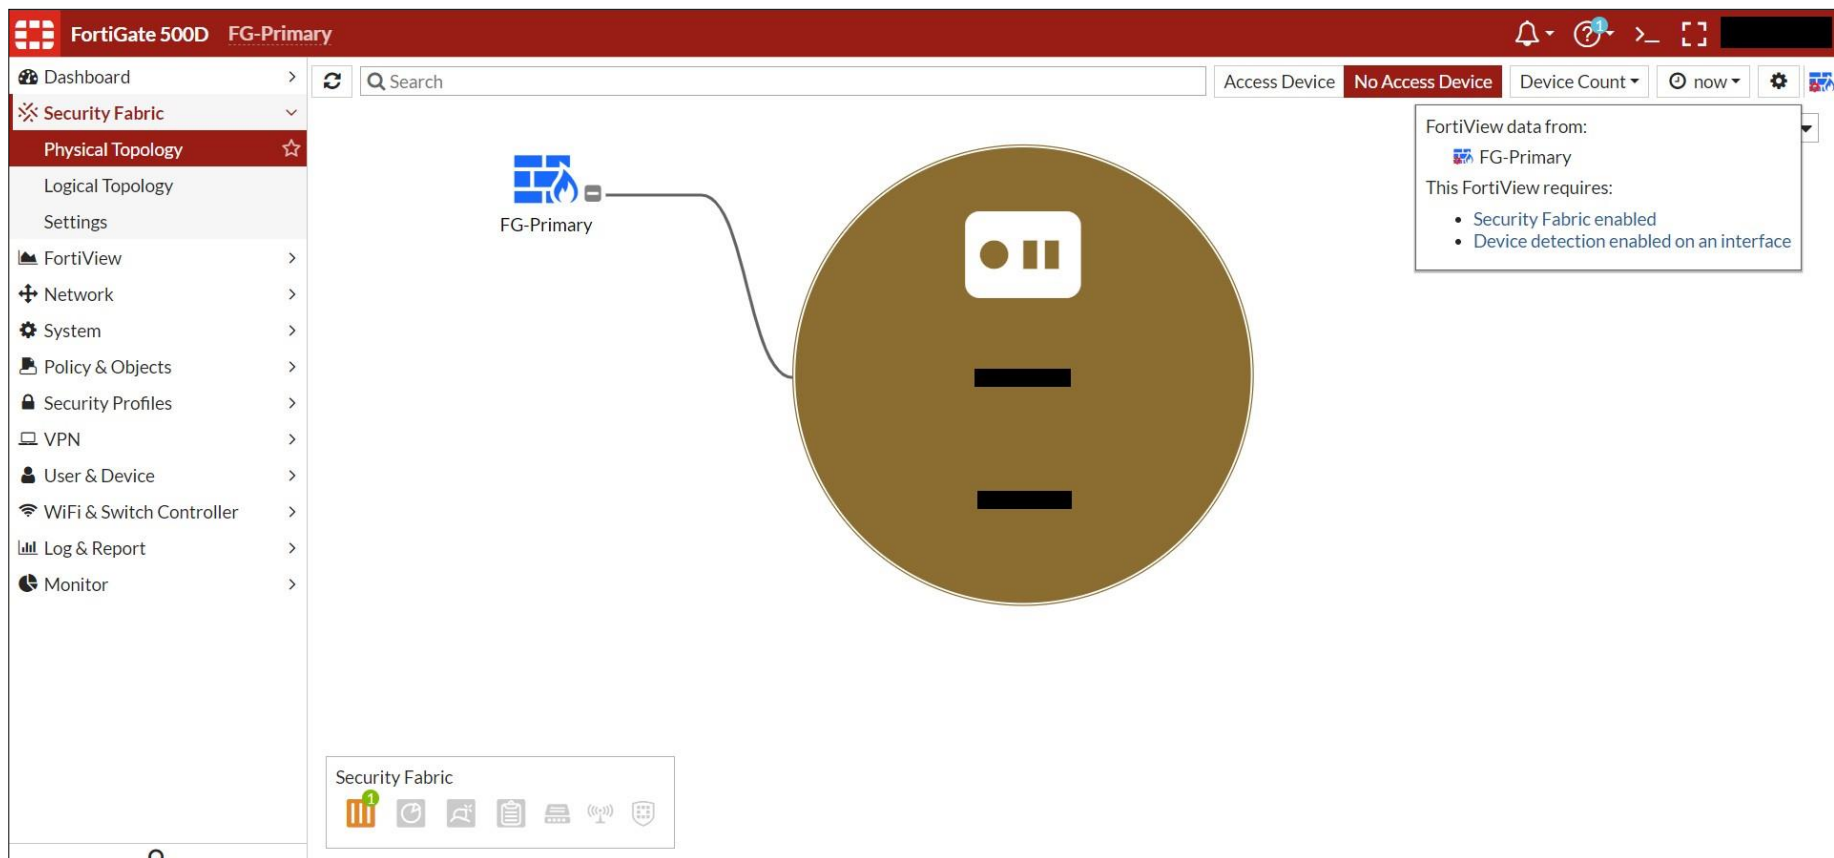 FortiGate 500D FG-Primary
1
Dashboard
Security Fabric
Physical Topology
Logical Topology
Settings
FortiView
Network
System
Policy & Objects
Security Profiles
VPN
User & Device
WiFi & Switch Controller
Log & Report
Monitor
Search
Access Device No Access Device Device Count now
FortiView data from:
FG-Primary
This FortiView requires:
• Security Fabric enabled
• Device detection enabled on an interface
FG-Primary
Security Fabric
1